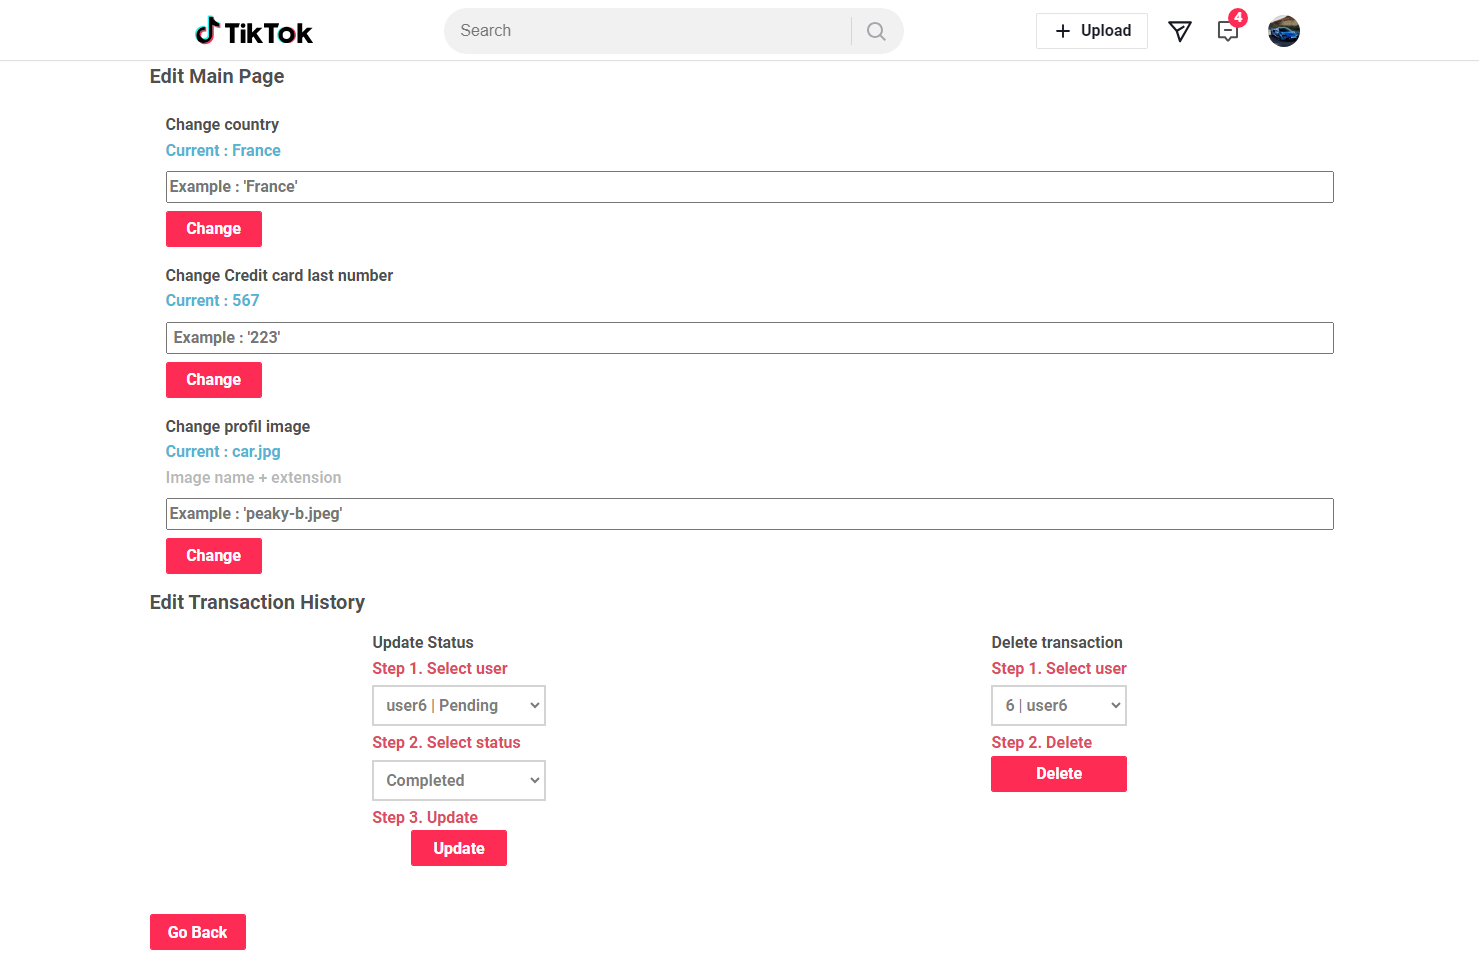 TikTok
Search
Upload
4
Edit Main Page
Change country
Current : France
Example : 'France'
Change
Change Credit card last number
Current : 567
Example : '223'
Change
Change profil image
Current : car.jpg
Image name + extension
Example : 'peaky-b.jpeg'
Change
Edit Transaction History
Update Status
Step 1. Select user
user6 | Pending
Step 2. Select status
Completed
Step 3. Update
Update
Delete transaction
Step 1. Select user
6 | user6
Step 2. Delete
Delete
Go Back